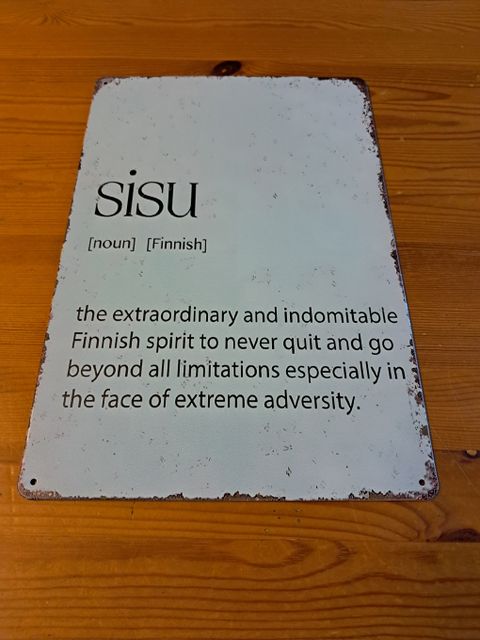 sisu
[noun] [Finnish]
the extraordinary and indomitable
Finnish spirit to never quit and go
beyond all limitations especially in
the face of extreme adversity.